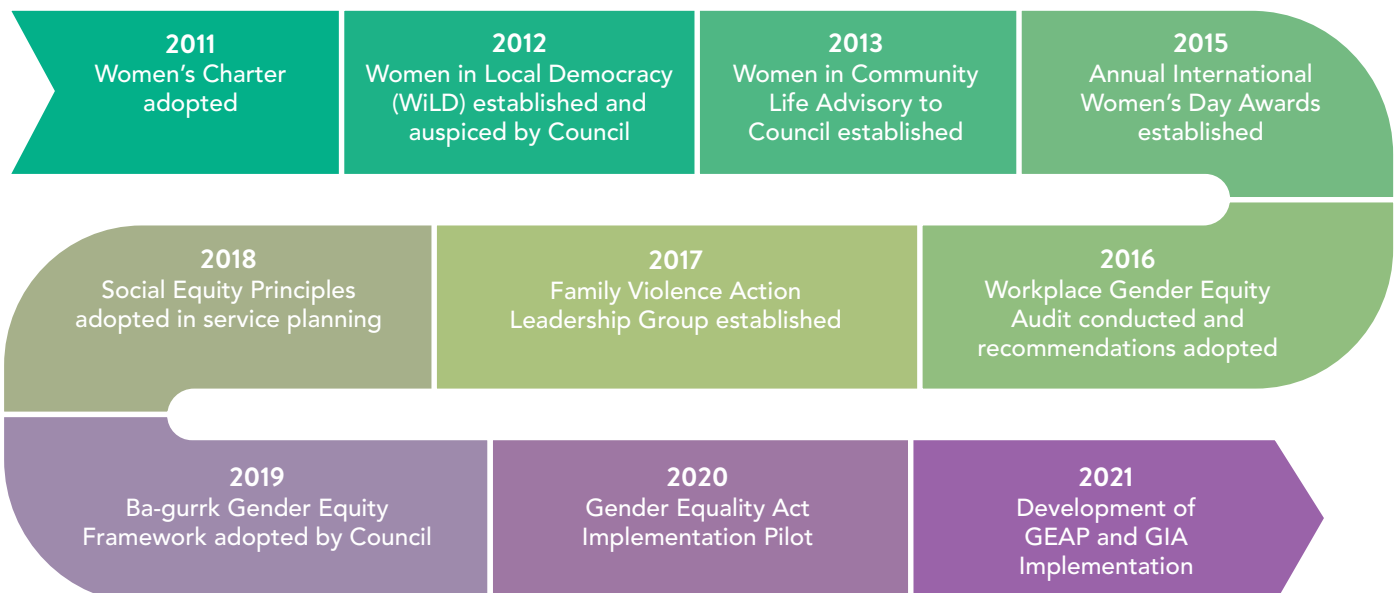 2011
Women's Charter
adopted
2012
Women in Local Democracy
(WiLD) established and
auspiced by Council
2013
Women in Community
Life Advisory to
Council established
2015
Annual International
Women's Day Awards
established
2016
Workplace Gender Equity
Audit conducted and
recommendations adopted
2017
Family Violence Action
Leadership Group established
2018
Social Equity Principles
adopted in service planning
2019
Ba-gurrk Gender Equity
Framework adopted by Council
2020
Gender Equality Act
Implementation Pilot
2021
Development of
GEAP and GIA
Implementation